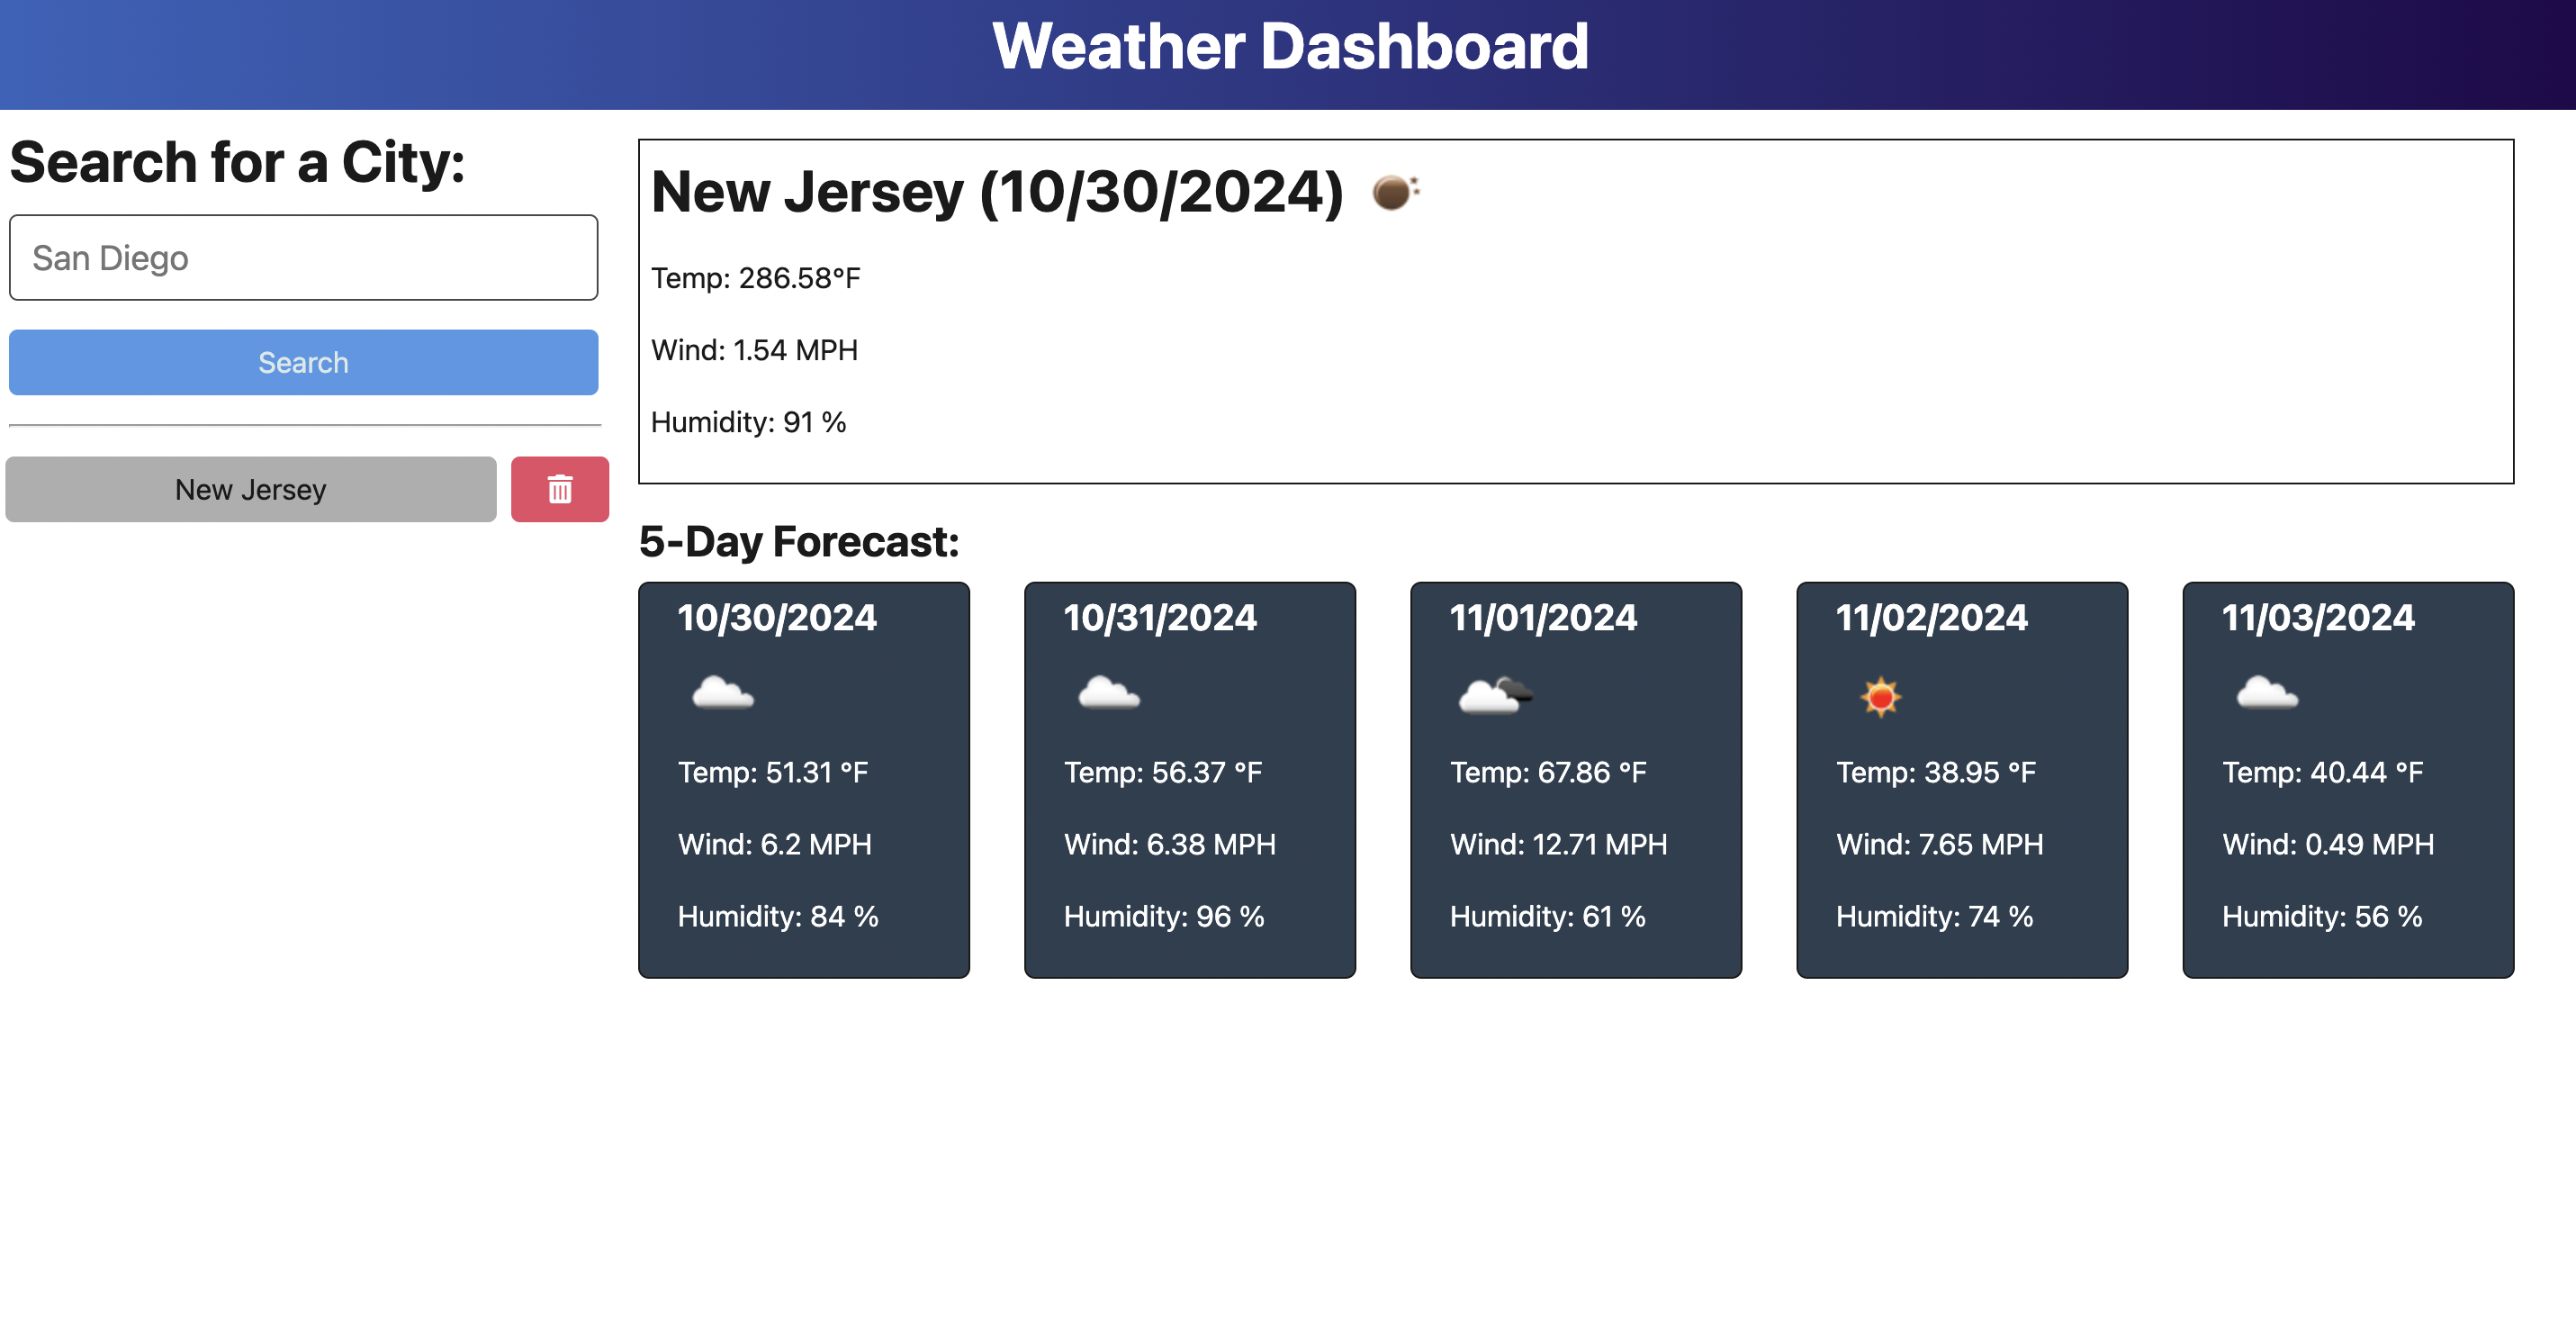 Weather Dashboard
Search for a City:
San Diego
Search
New Jersey
New Jersey (10/30/2024)
Temp: 286.58°F
Wind: 1.54 MPH
Humidity: 91 %
5-Day Forecast:
10/30/2024
Temp: 51.31 °F
Wind: 6.2 MPH
Humidity: 84 %
10/31/2024
Temp: 56.37 °F
Wind: 6.38 MPH
Humidity: 96 %
11/01/2024
Temp: 67.86 °F
Wind: 12.71 MPH
Humidity: 61 %
11/02/2024
Temp: 38.95 °F
Wind: 7.65 MPH
Humidity: 74 %
11/03/2024
Temp: 40.44 °F
Wind: 0.49 MPH
Humidity: 56 %